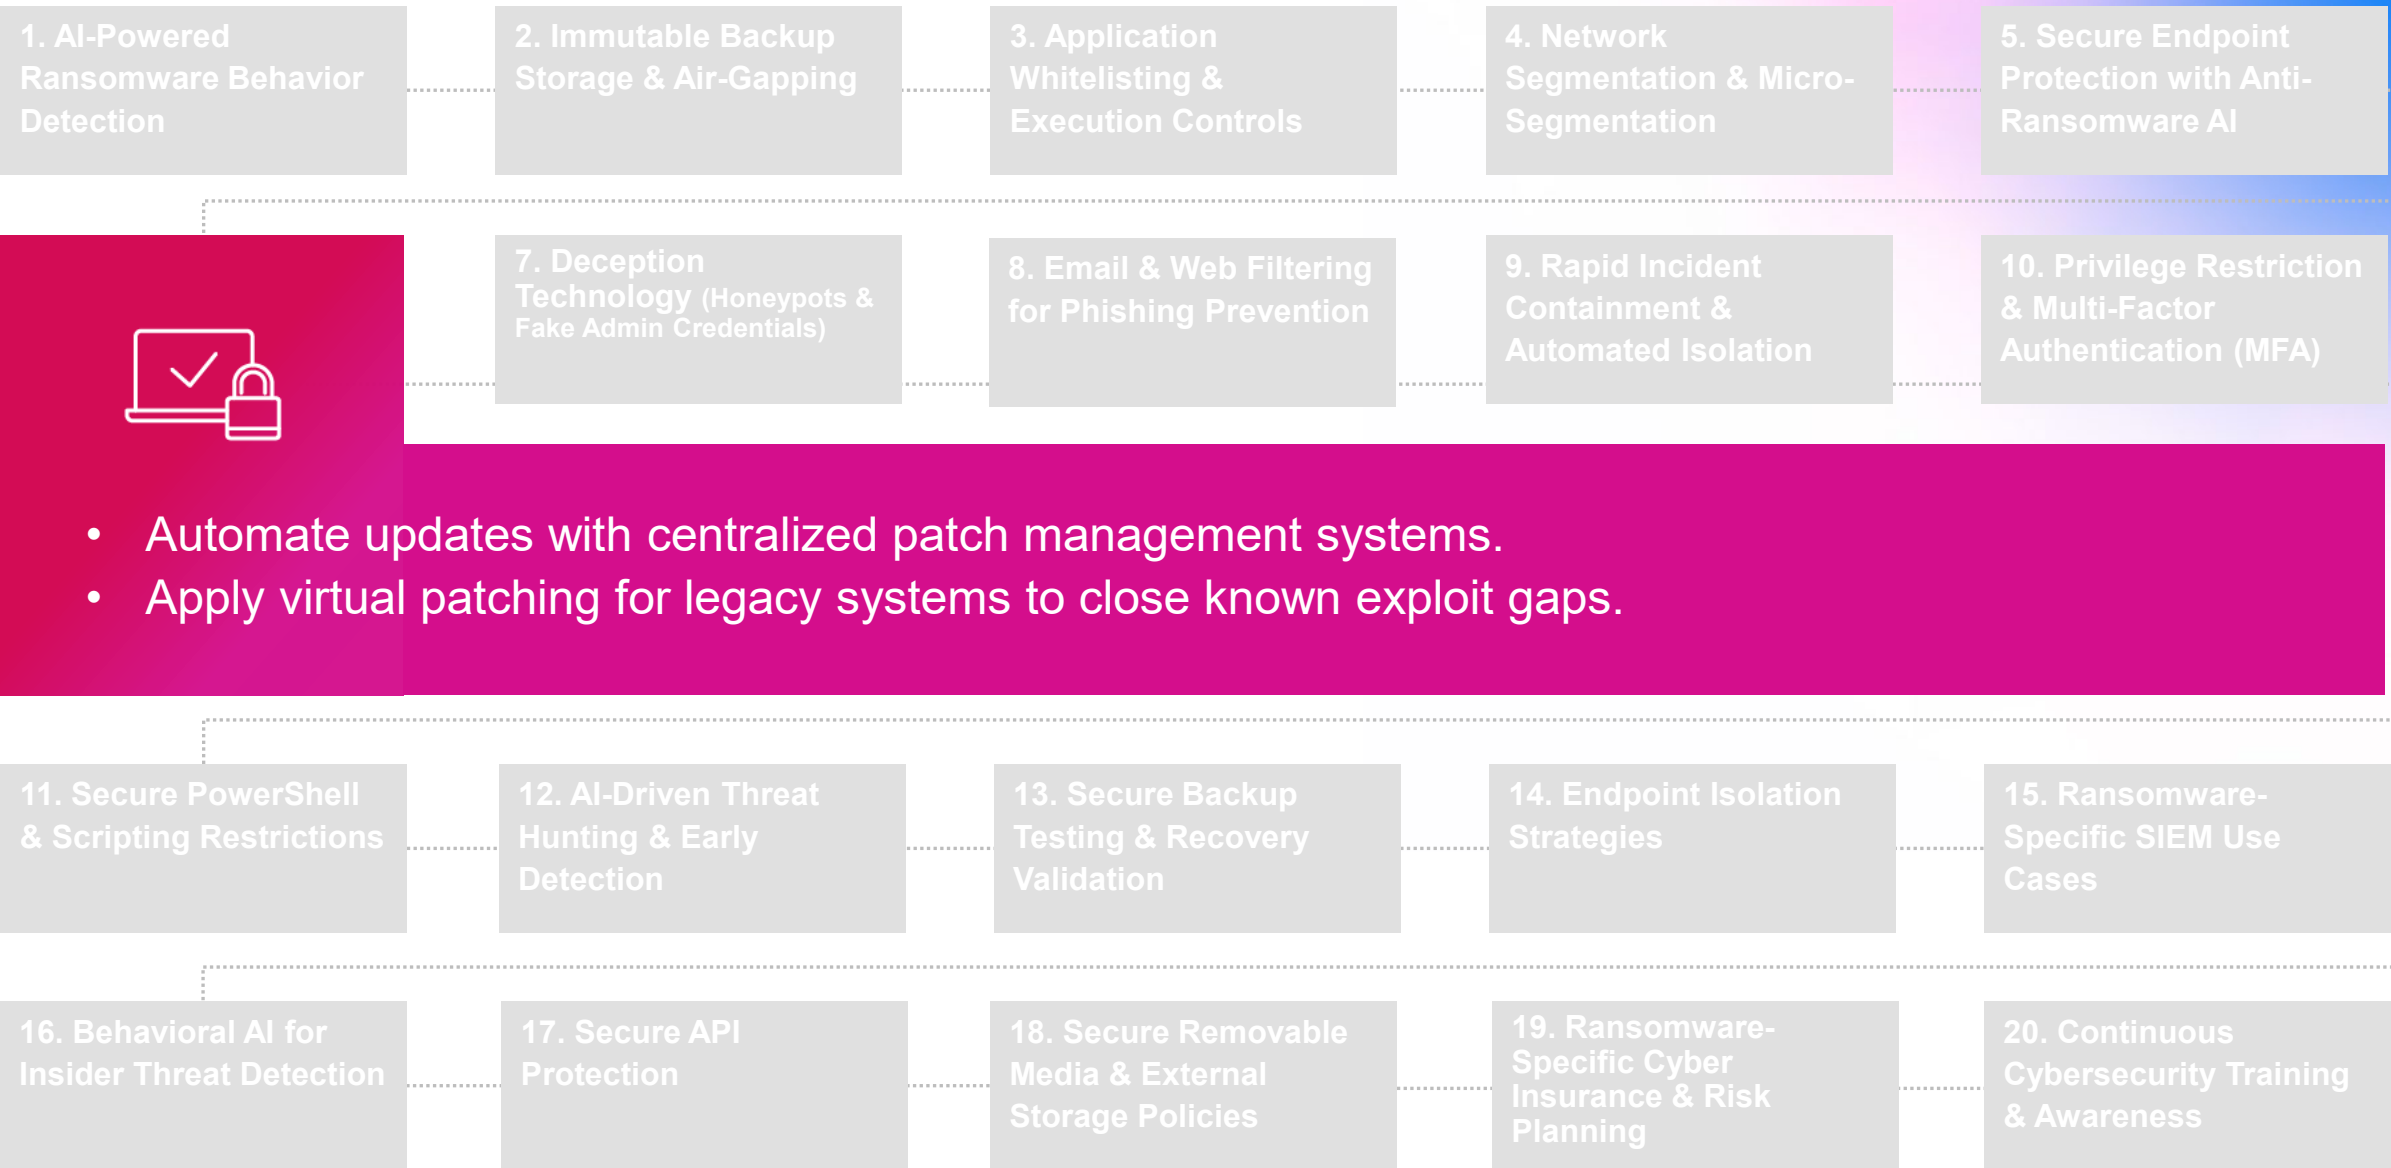 1. AI-Powered
Ransomware Behavior
Detection
2. Immutable Backup
Storage & Air-Gapping
3. Application
Whitelisting &
Execution Controls
4. Network
Segmentation & Micro-
Segmentation
5. Secure Endpoint
Protection with Anti-
Ransomware AI
7. Deception
Technology (Honeypots &
Fake Admin Credentials)
8. Email & Web Filtering
for Phishing Prevention
9. Rapid Incident
Containment &
Automated Isolation
10. Privilege Restriction
& Multi-Factor
Authentication (MFA)
• Automate updates with centralized patch management systems.
• Apply virtual patching for legacy systems to close known exploit gaps.
11. Secure PowerShell
& Scripting Restrictions
12. AI-Driven Threat
Hunting & Early
Detection
13. Secure Backup
Testing & Recovery
Validation
14. Endpoint Isolation
Strategies
15. Ransomware-
Specific SIEM Use
Cases
16. Behavioral AI for
Insider Threat Detection
17. Secure API
Protection
18. Secure Removable
Media & External
Storage Policies
19. Ransomware-
Specific Cyber
Insurance & Risk
Planning
20. Continuous
Cybersecurity Training
& Awareness